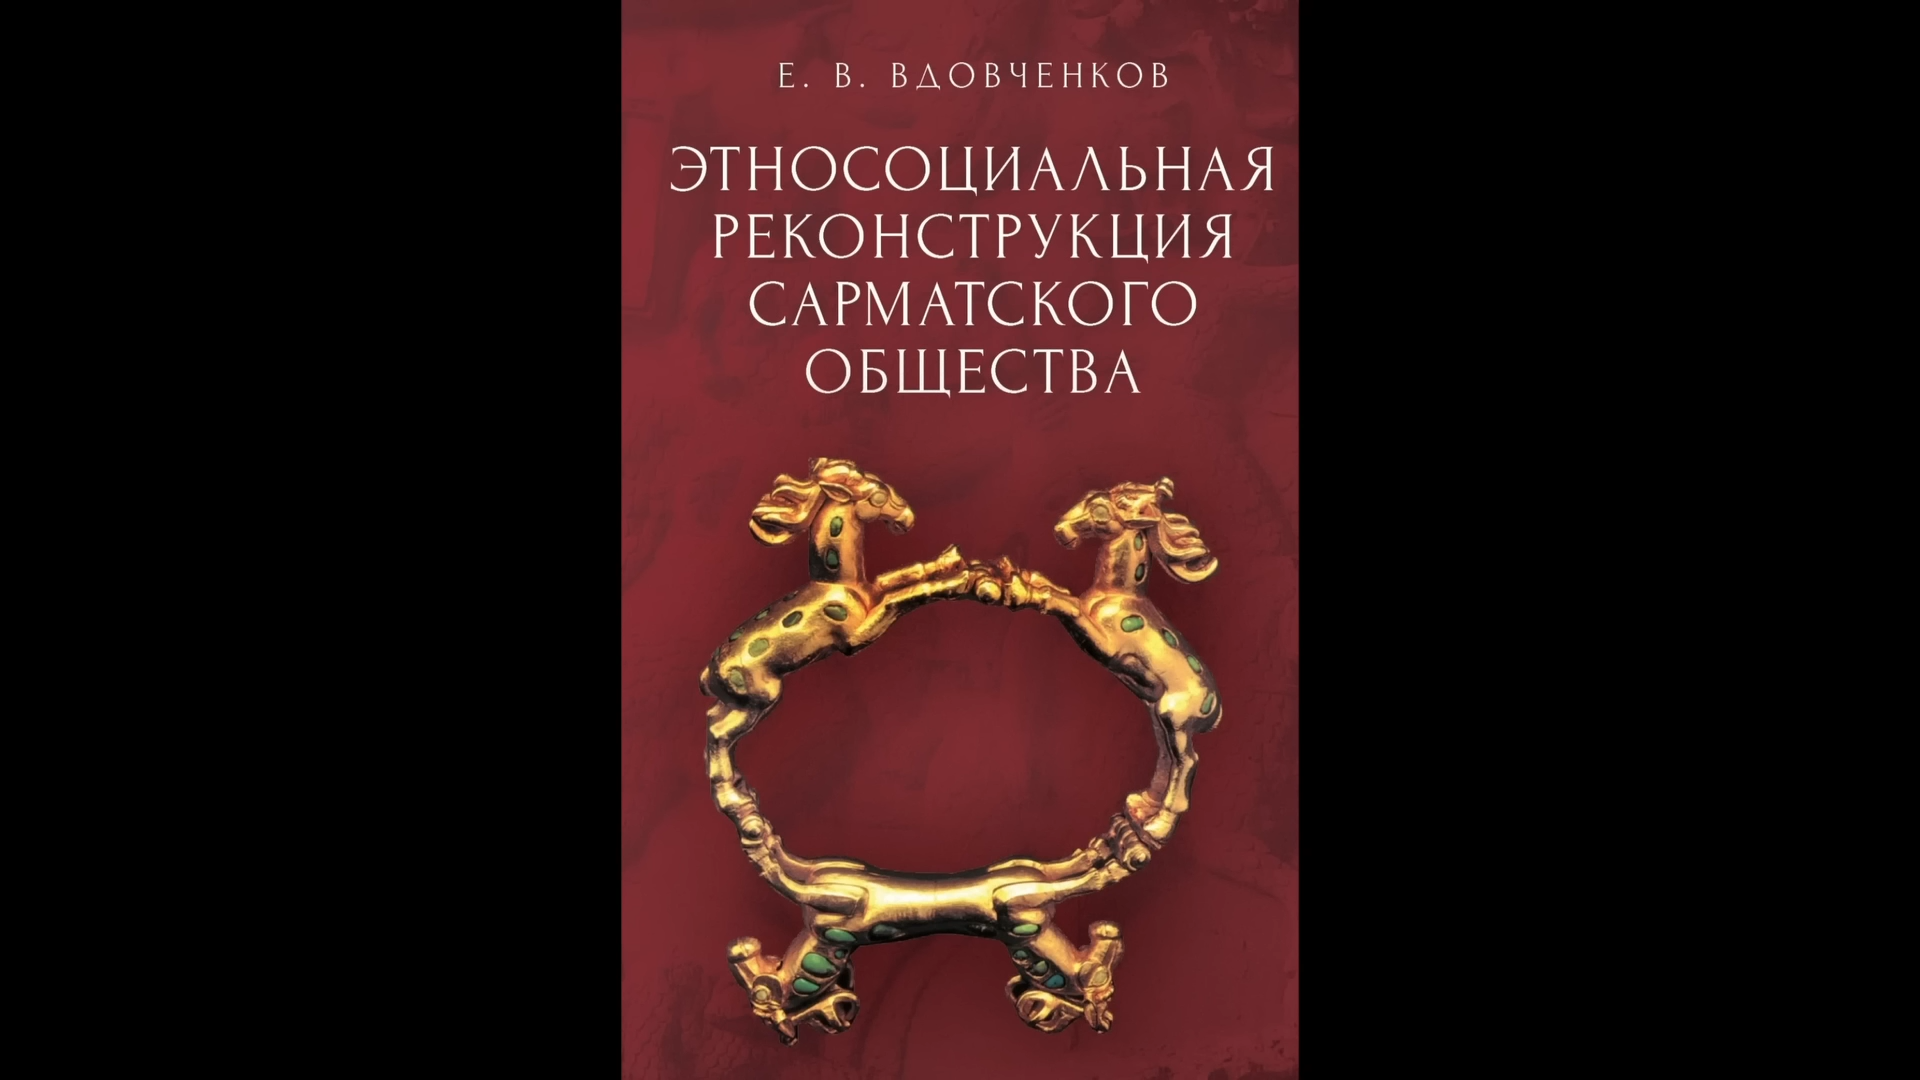 Е. В. ВДОВЧЕНКОВ
ЭТНОСОЦИАЛЬНАЯ
РЕКОНСТРУКЦИЯ
САРМАТСКОГО
ОБЩЕСТВА